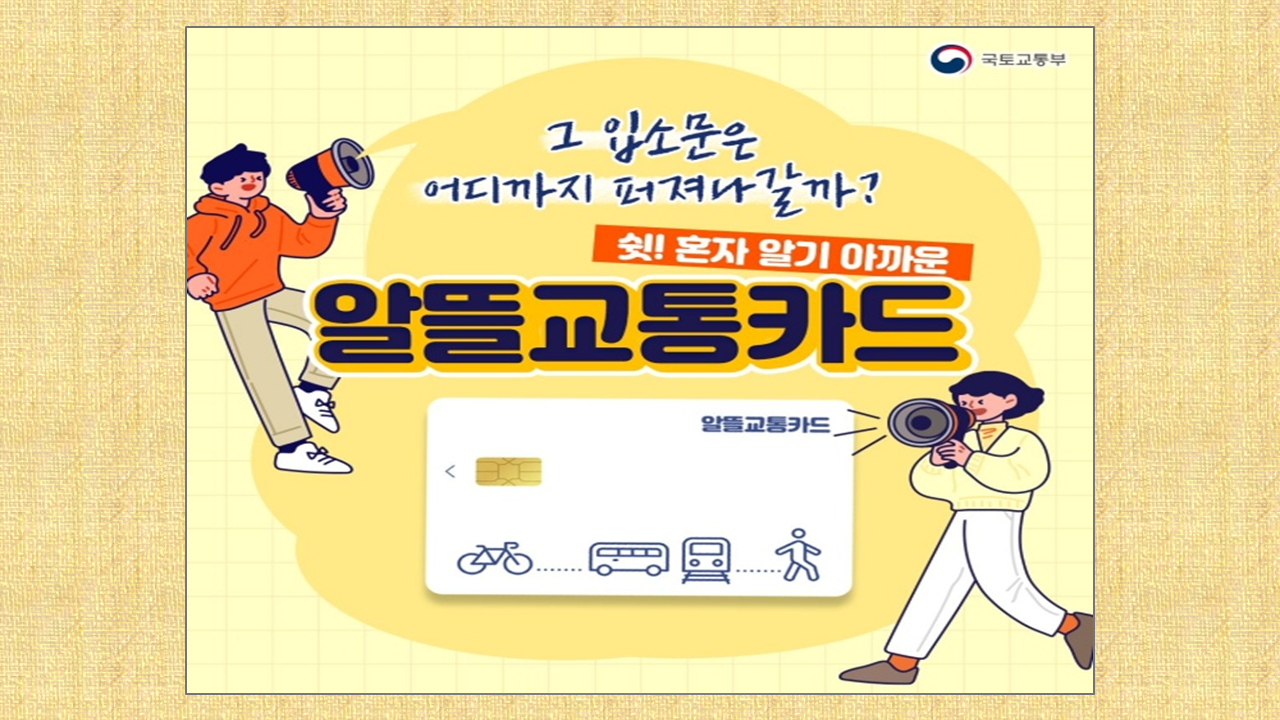 국토교통부
그 입소문은
어디까지 퍼져나갈까?
쉿! 혼자 알기 아까운
알뜰교통카드
알뜰교통카드